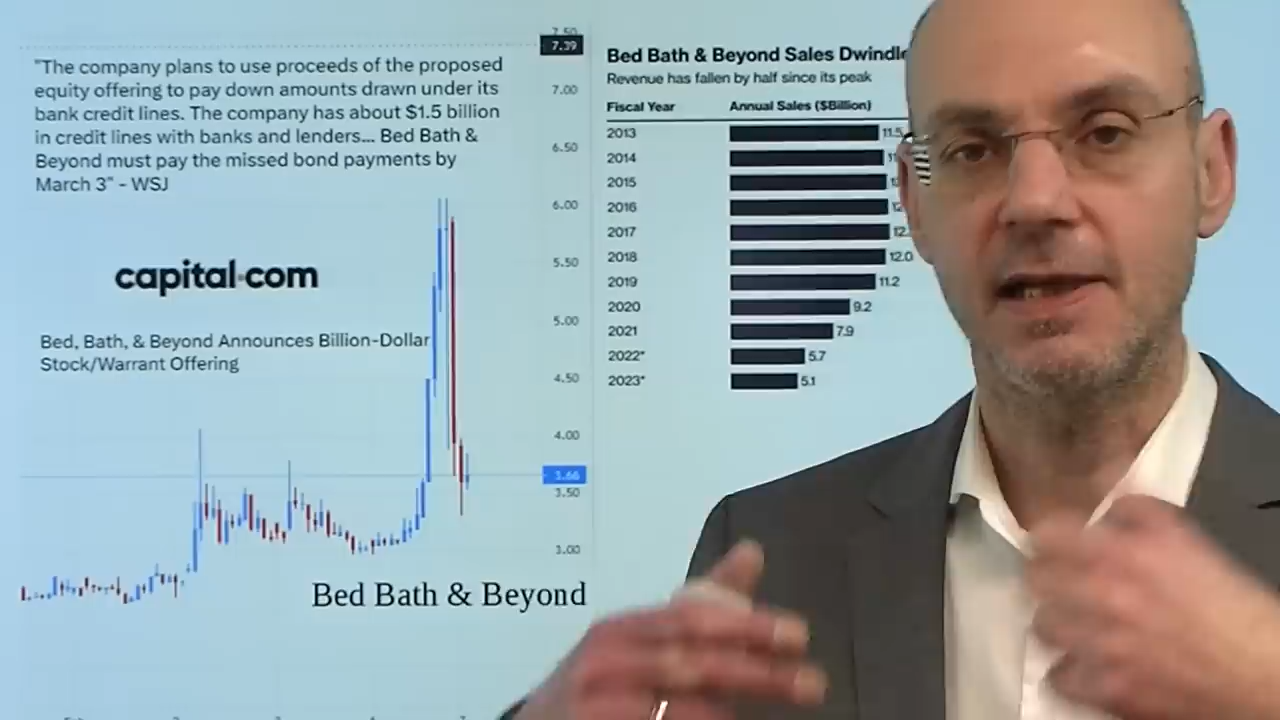 "The company plans to use proceeds of the proposed
equity offering to pay down amounts drawn under its
bank credit lines. The company has about $1.5 billion
in credit lines with banks and lenders... Bed Bath &
Beyond must pay the missed bond payments by
March 3" - WSJ
capital.com
Bed, Bath, & Beyond Announces Billion-Dollar
Stock/Warrant Offering
Bed Bath & Beyond
7.50
7.39
7.00
6.50
6.00
5.50
5.00
4.50
4.00
3.66
3.50
3.00
Bed Bath & Beyond Sales
Revenue has fallen by half since its peak
Fiscal Year Annual Sales ($Billion)
2013 11.5
2014
2015
2016
2017
2018 12.0
2019 11.2
2020 9.2
2021 7.9
2022* 5.7
2023* 5.1